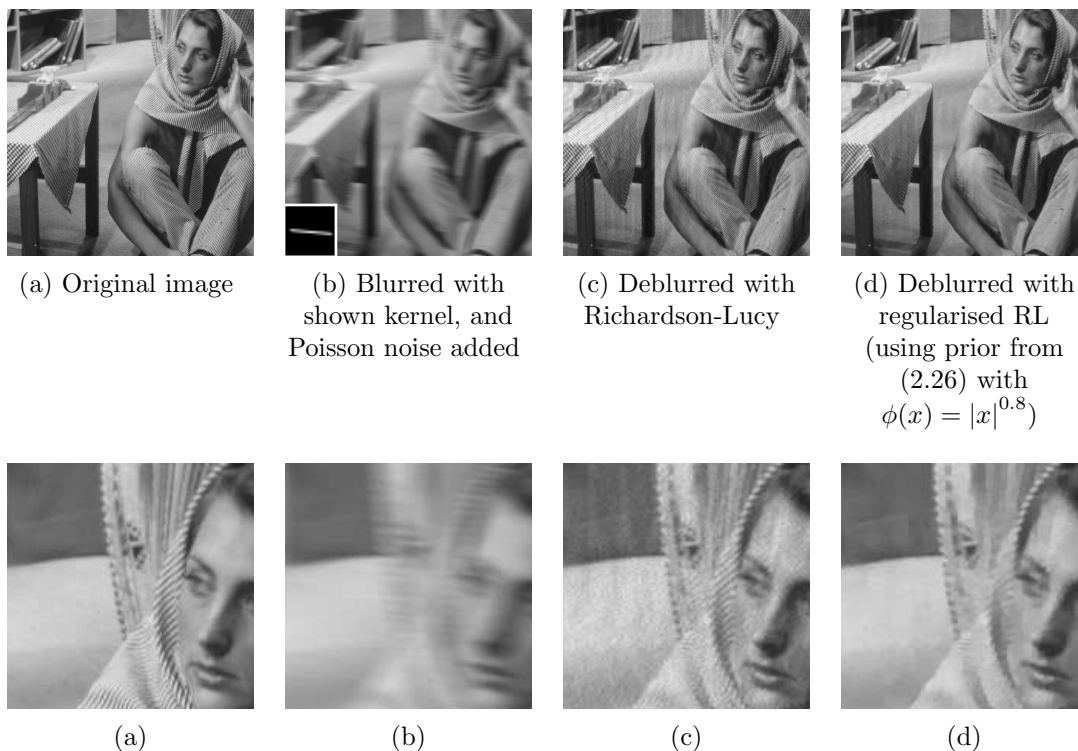 (a) Original image
(b) Blurred with
shown kernel, and
Poisson noise added
(c) Deblurred with
Richardson-Lucy
(d) Deblurred with
regularised RL
(using prior from
(2.26) with
ϕ(x) = |x|^0.8)
(a)
(b)
(c)
(d)